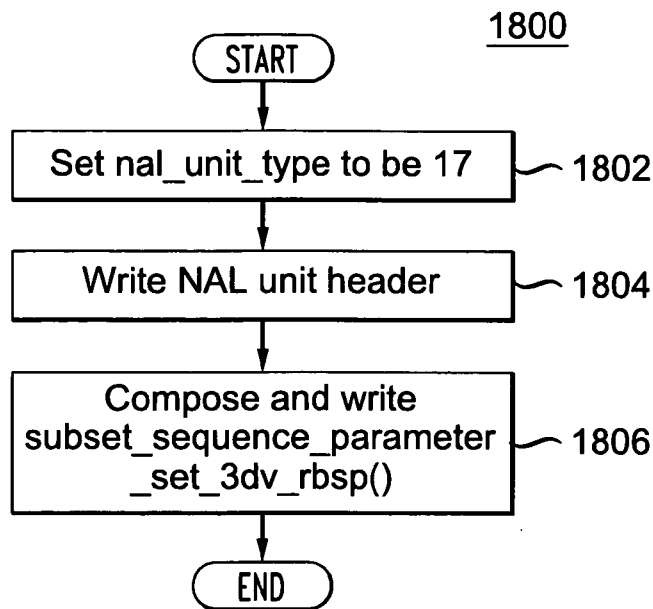 1800
START
Set nal_unit_type to be 17
1802
Write NAL unit header
1804
Compose and write
subset_sequence_parameter
_set_3dv_rbsp()
1806
END